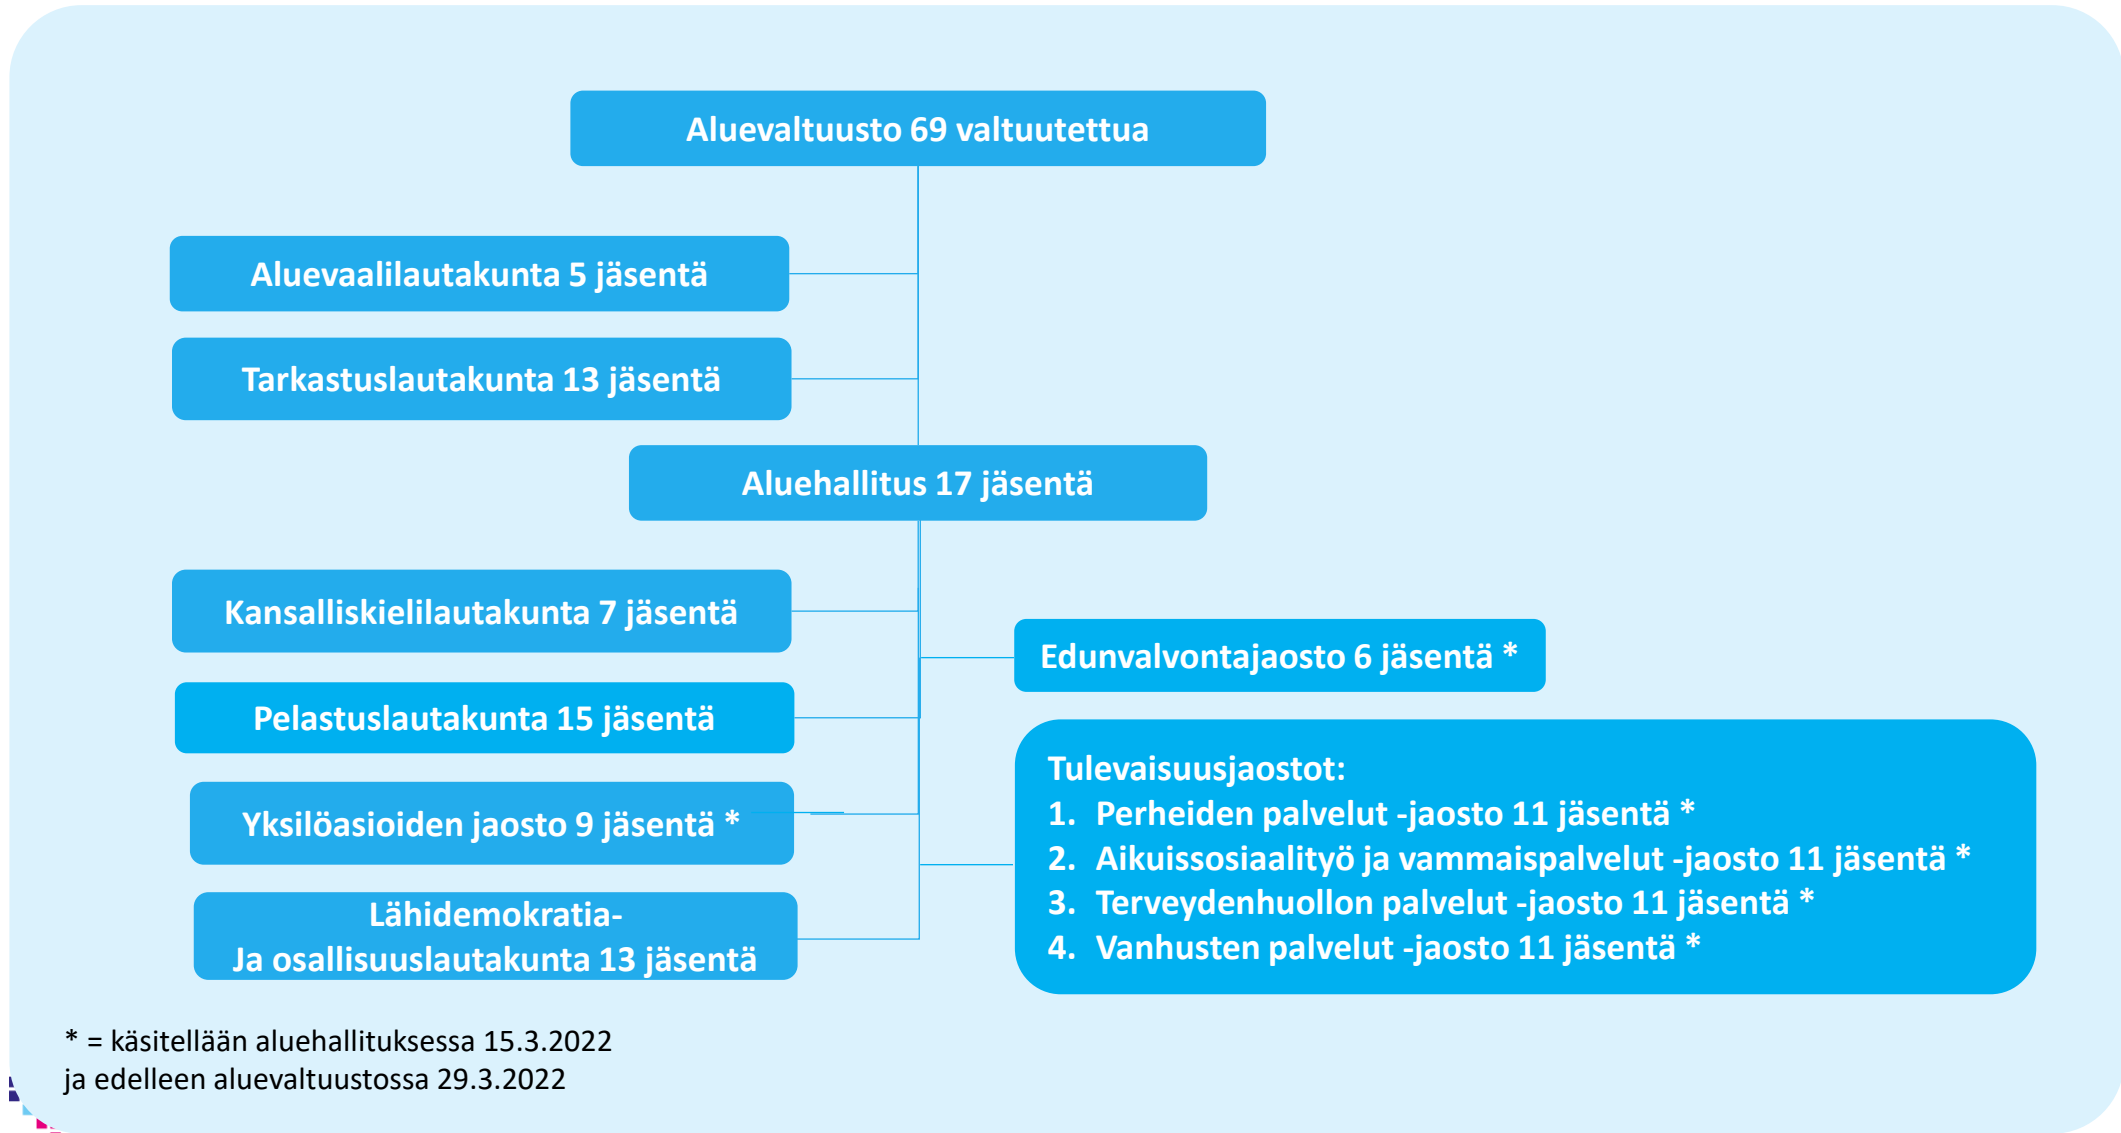 Aluevaltuusto 69 valtuutettua
Aluevaalilautakunta 5 jäsentä
Tarkastuslautakunta 13 jäsentä
Aluehallitus 17 jäsentä
Kansalliskielilautakunta 7 jäsentä
Edunvalvontajaosto 6 jäsentä *
Pelastuslautakunta 15 jäsentä
Yksilöasioiden jaosto 9 jäsentä *
Lähidemokratia-
Ja osallisuuslautakunta 13 jäsentä
Tulevaisuusjaostot:
1. Perheiden palvelut -jaosto 11 jäsentä *
2. Aikuissosiaalityö ja vammaispalvelut -jaosto 11 jäsentä *
3. Terveydenhuollon palvelut -jaosto 11 jäsentä *
4. Vanhusten palvelut -jaosto 11 jäsentä *
* = käsitellään aluehallituksessa 15.3.2022
ja edelleen aluevaltuustossa 29.3.2022